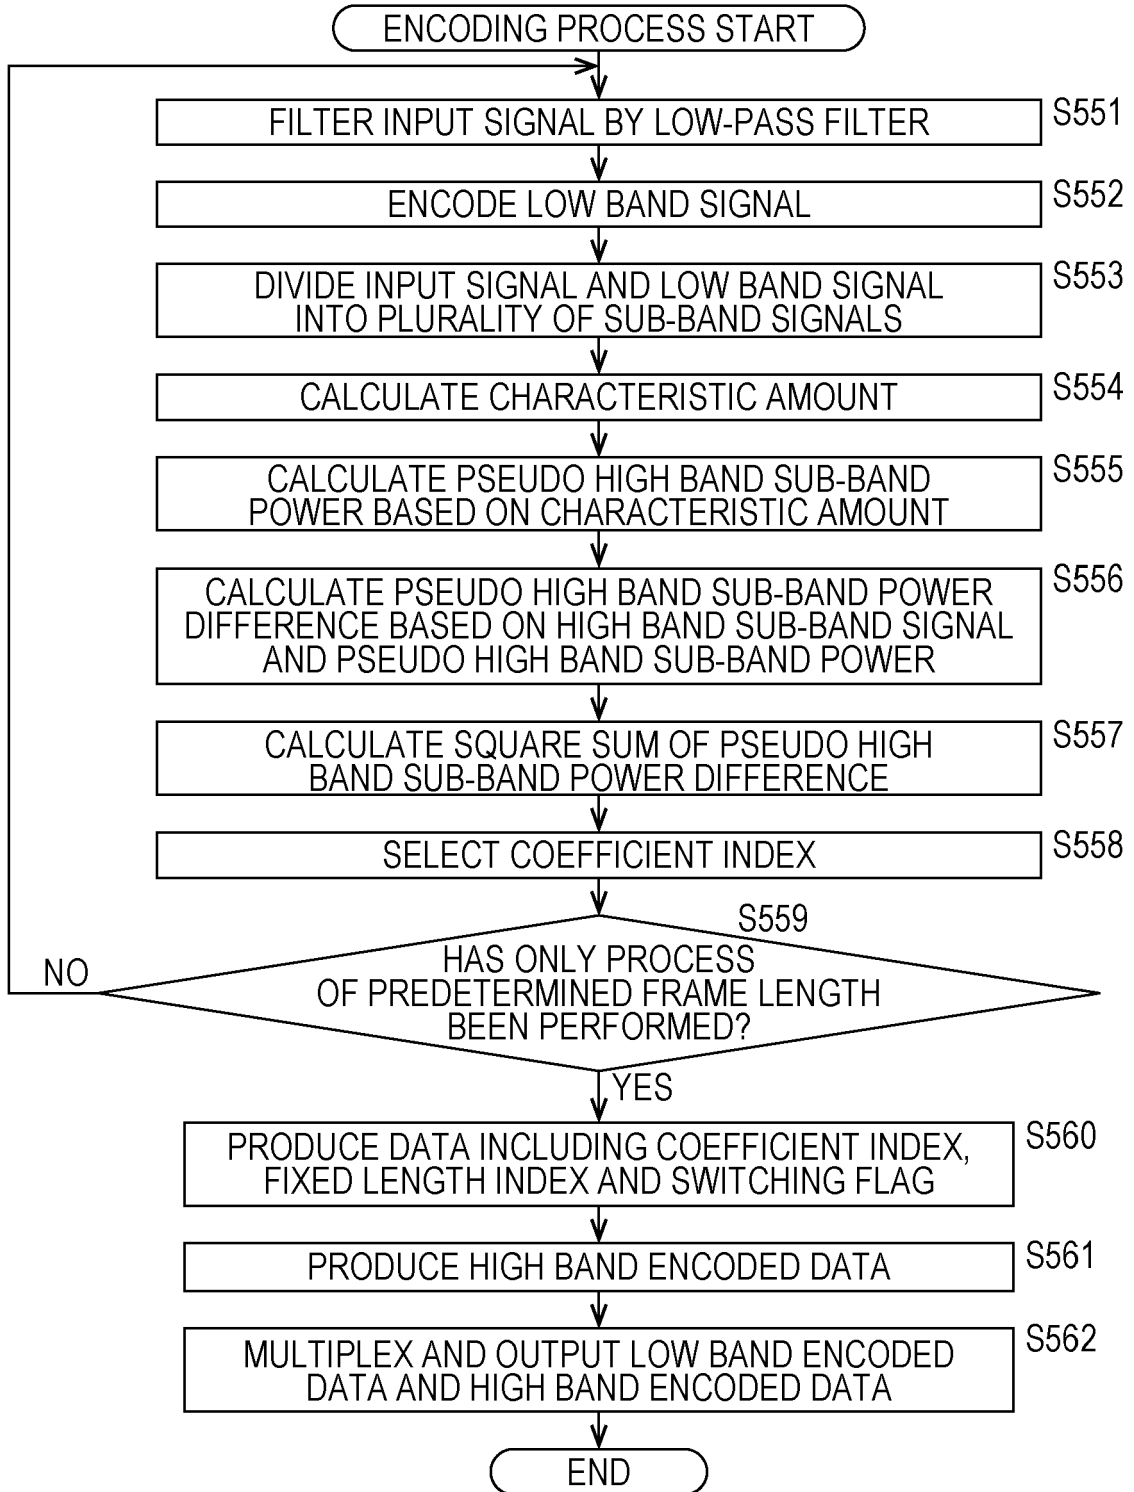 ENCODING PROCESS START
FILTER INPUT SIGNAL BY LOW-PASS FILTER
S551
ENCODE LOW BAND SIGNAL
S552
DIVIDE INPUT SIGNAL AND LOW BAND SIGNAL
INTO PLURALITY OF SUB-BAND SIGNALS
S553
CALCULATE CHARACTERISTIC AMOUNT
S554
CALCULATE PSEUDO HIGH BAND SUB-BAND
POWER BASED ON CHARACTERISTIC AMOUNT
S555
CALCULATE PSEUDO HIGH BAND SUB-BAND POWER
DIFFERENCE BASED ON HIGH BAND SUB-BAND SIGNAL
AND PSEUDO HIGH BAND SUB-BAND POWER
S556
CALCULATE SQUARE SUM OF PSEUDO HIGH
BAND SUB-BAND POWER DIFFERENCE
S557
SELECT COEFFICIENT INDEX
S558
S559
HAS ONLY PROCESS
OF PREDETERMINED FRAME LENGTH
BEEN PERFORMED?
NO
YES
PRODUCE DATA INCLUDING COEFFICIENT INDEX,
FIXED LENGTH INDEX AND SWITCHING FLAG
S560
PRODUCE HIGH BAND ENCODED DATA
S561
MULTIPLEX AND OUTPUT LOW BAND ENCODED
DATA AND HIGH BAND ENCODED DATA
S562
END